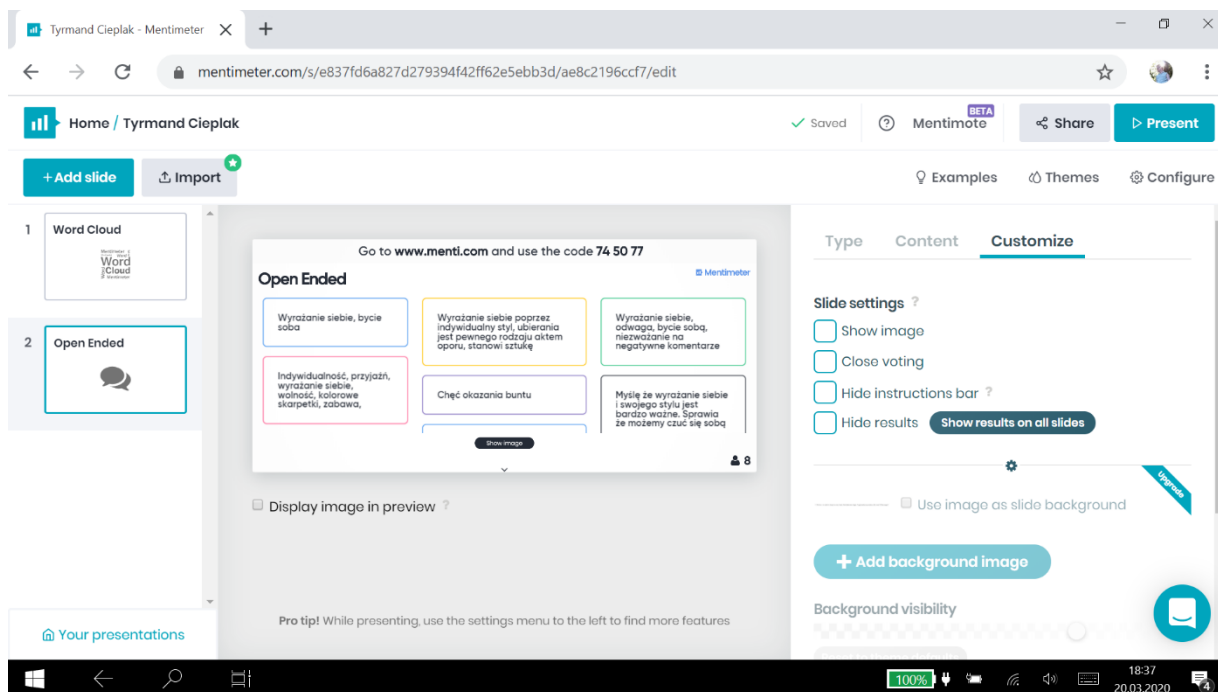 Tyrmand Cieplak - Mentimeter
mentimeter.com/s/e837fd6a827d279394f42ff62e5ebb3d/ae8c2196ccf7/edit
Home / Tyrmand Cieplak
Saved
Mentimote
BETA
Share
Present
+Add slide
Import
Examples
Themes
Configure
1 Word Cloud
Word
Cloud
2 Open Ended
Your presentations
Go to www.menti.com and use the code 74 50 77
Open Ended
Mentimeter
Wyrażanie siebie, bycie
soba
Wyrażanie siebie poprzez
indywidualny styl, ubierania
jest pewnego rodzaju aktem
oporu, stanowi sztukę
Wyrażanie siebie,
odwaga, bycie sobą,
niezważanie na
negatywne komentarze
Indywidualność, przyjaźń,
wyrażanie siebie,
wolność, kolorowe
skarpetki, zabawa,
Chęć okazania buntu
Myślę że wyrażanie siebie
i swojego stylu jest
bardzo ważne. Sprawia
że możemy czuć się sobą
Show image
8
Display image in preview ?
Pro tip! While presenting, use the settings menu to the left to find more features
Type
Content
Customize
Slide settings ?
Show image
Close voting
Hide instructions bar ?
Hide results
Show results on all slides
Upgrade
Use image as slide background
+ Add background image
Background visibility
Reset to theme defaults
100%
18:37
20.03.2020
4